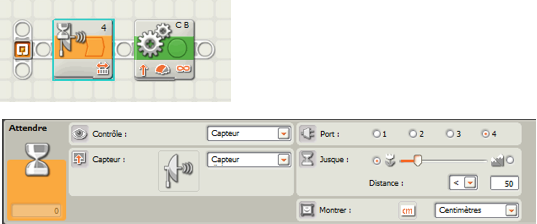 4
C B
Attendre
Contrôle :
Capteur
Port :
1
2
3
4
Capteur :
Capteur
Jusque :
Distance :
<
50
0
Montrer :
cm
Centimètres